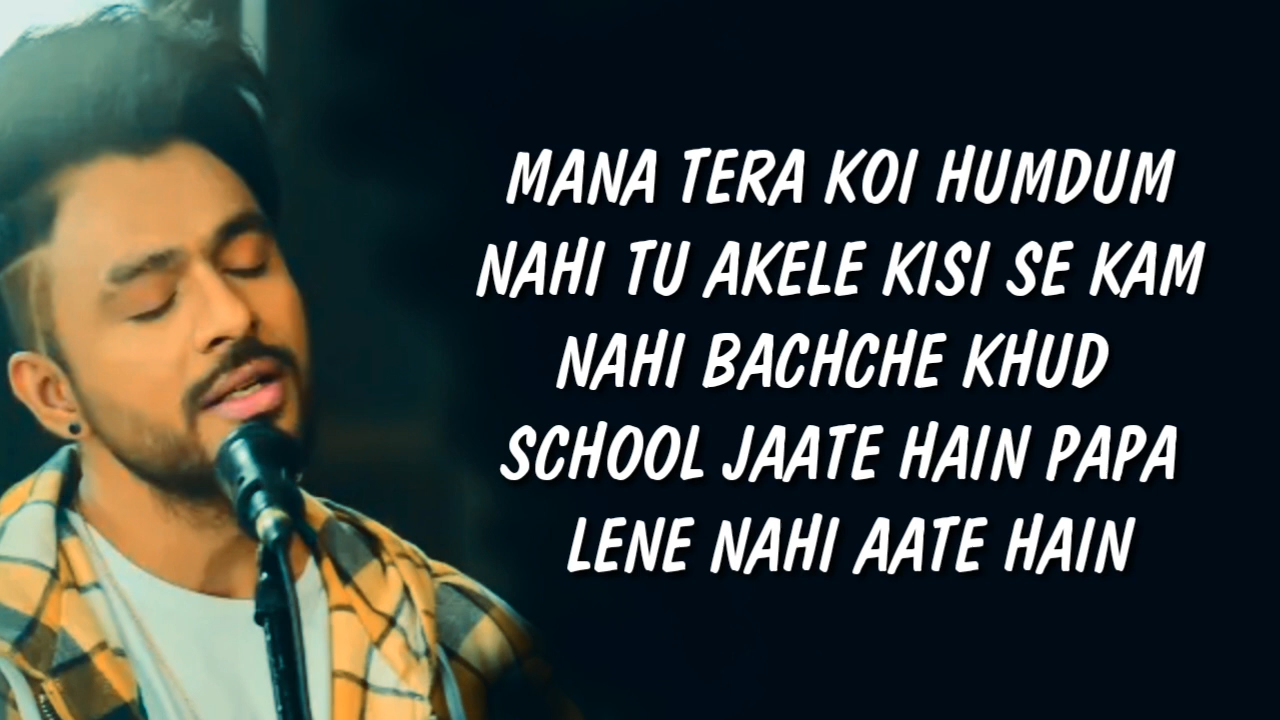 MANA TERA KOI HUMDUM
NAHI TU AKELE KISI SE KAM
NAHI BACHCHE KHUD
SCHOOL JAATE HAIN PAPA
LENE NAHI AATE HAIN